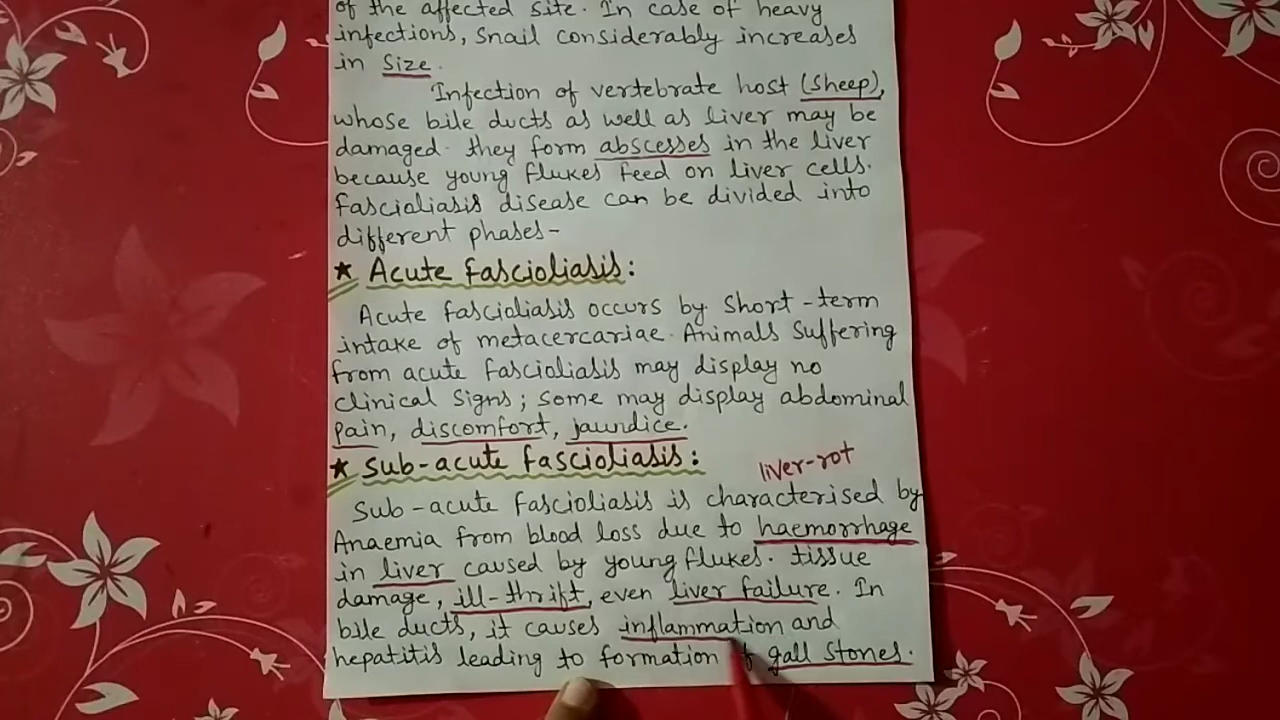 of the affected site. In case of heavy
infections, snail considerably increases
in size.
Infection of vertebrate host (sheep),
whose bile ducts as well as liver may be
damaged. they form abscesses in the liver
because young flukes feed on liver cells.
fascioliasis disease can be divided into
different phases-
★ Acute fascioliasis:
Acute fascioliasis occurs by short-term
intake of metacercariae. Animals suffering
from acute fascioliasis may display no
clinical signs; some may display abdominal
pain, discomfort, jaundice.
★ Sub-acute fascioliasis:
liver-rot
Sub-acute fascioliasis is characterised by
Anaemia from blood loss due to haemorrhage
in liver caused by young flukes. tissue
damage, ill-thrift, even liver failure. In
bile ducts, it causes inflammation and
hepatitis leading to formation of gall stones.